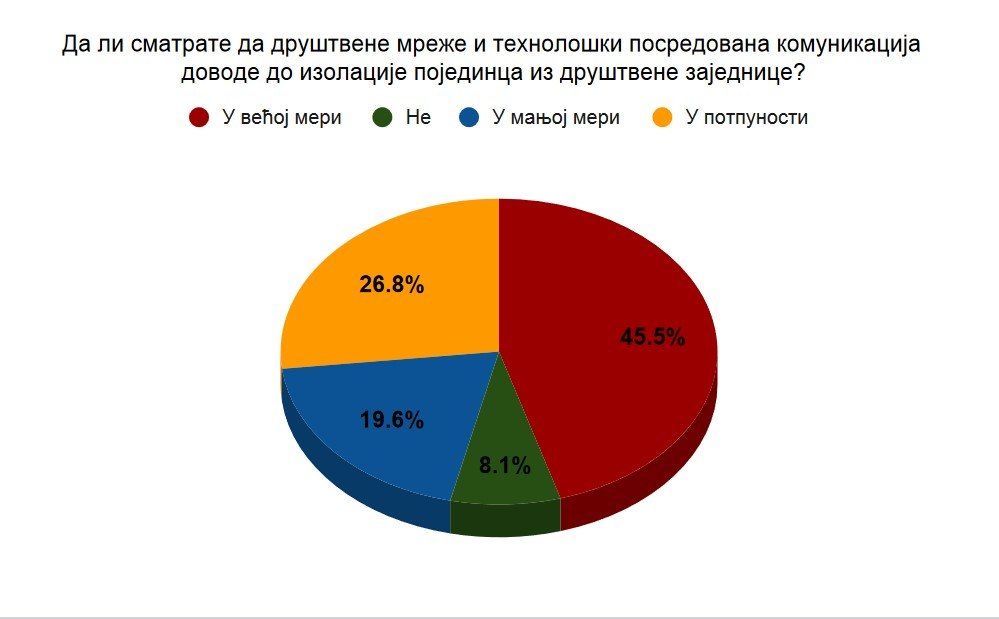 Да ли сматрате да друштвене мреже и технолошки посредована комуникација
доводе до изолације појединца из друштвене заједнице?
У већој мери Не У мањој мери У потпуности
26.8%
45.5%
19.6%
8.1%